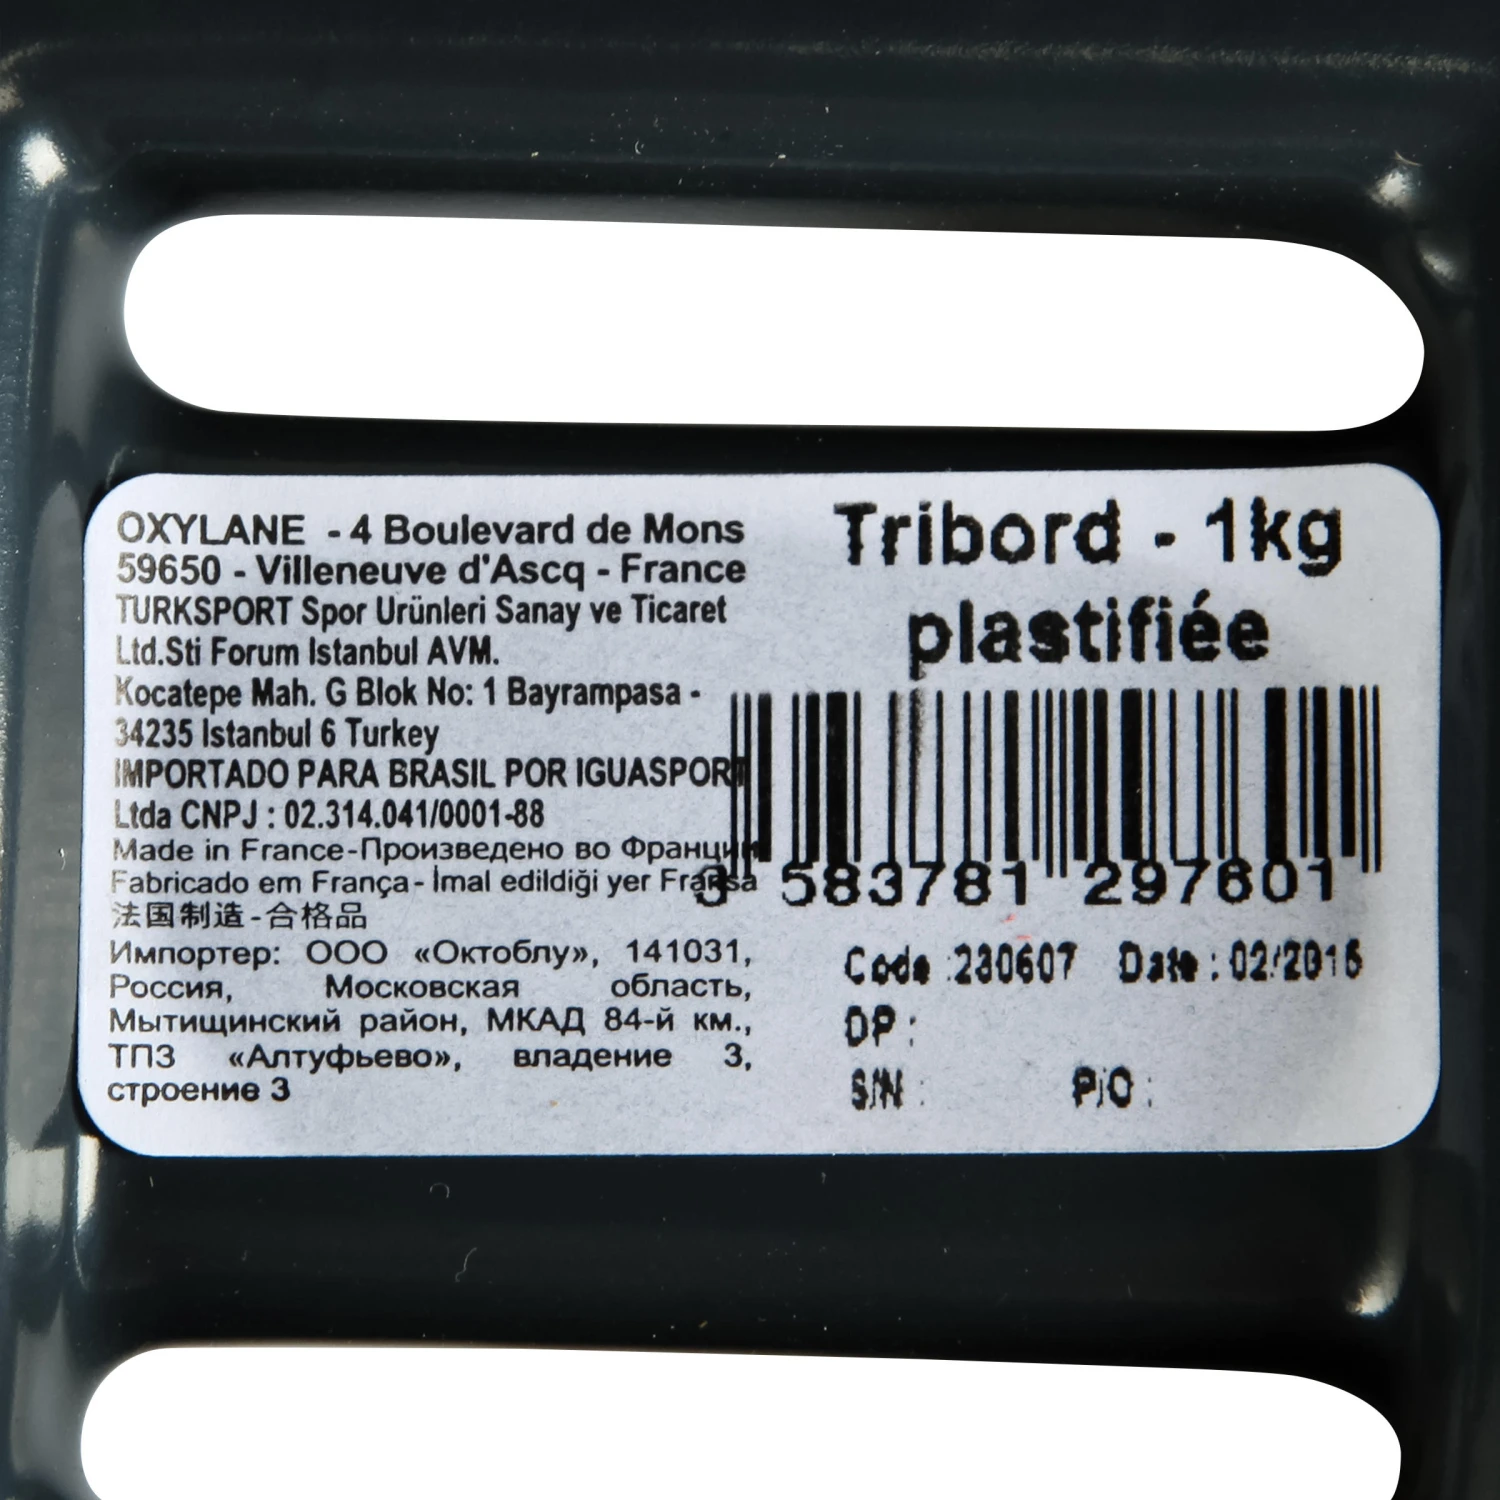 OXYLANE - 4 Boulevard de Mons
59650 - Villeneuve d'Ascq - France
TURKSPORT Spor Urünleri Sanay ve Ticaret
Ltd.Sti Forum Istanbul AVM.
Kocatepe Mah. G Blok No: 1 Bayrampasa -
34235 Istanbul 6 Turkey
IMPORTADO PARA BRASIL POR IGUASPORT
Ltda CNPJ : 02.314.041/0001-88
Made in France-Произведено во Франции
Fabricado em França- İmal edildiği yer Fransa
法国制造-合格品
Импортер: ООО «Октоблу», 141031,
Россия, Московская область,
Мытищинский район, МКАД 84-й км.,
ТПЗ «Алтуфьево», владение 3,
строение 3
Tribord - 1kg
plastifiée
3 583781 297601
Code :230607 Date : 02/2016
OP :
S/N : P/O :